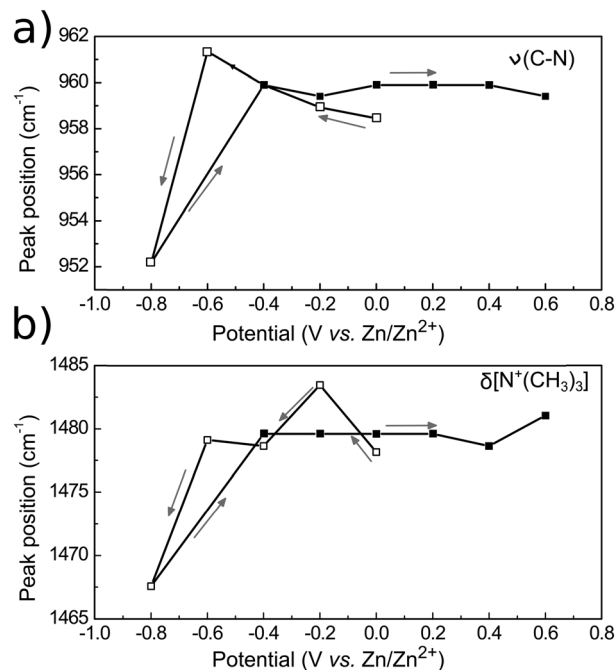 a)
962
960
958
956
954
952
Peak position (cm⁻¹)
ν(C-N)
-1.0 -0.8 -0.6 -0.4 -0.2 0.0 0.2 0.4 0.6 0.8
Potential (V vs. Zn/Zn²⁺)
b)
1485
1480
1475
1470
1465
Peak position (cm⁻¹)
δ[N⁺(CH₃)₃]
-1.0 -0.8 -0.6 -0.4 -0.2 0.0 0.2 0.4 0.6 0.8
Potential (V vs. Zn/Zn²⁺)